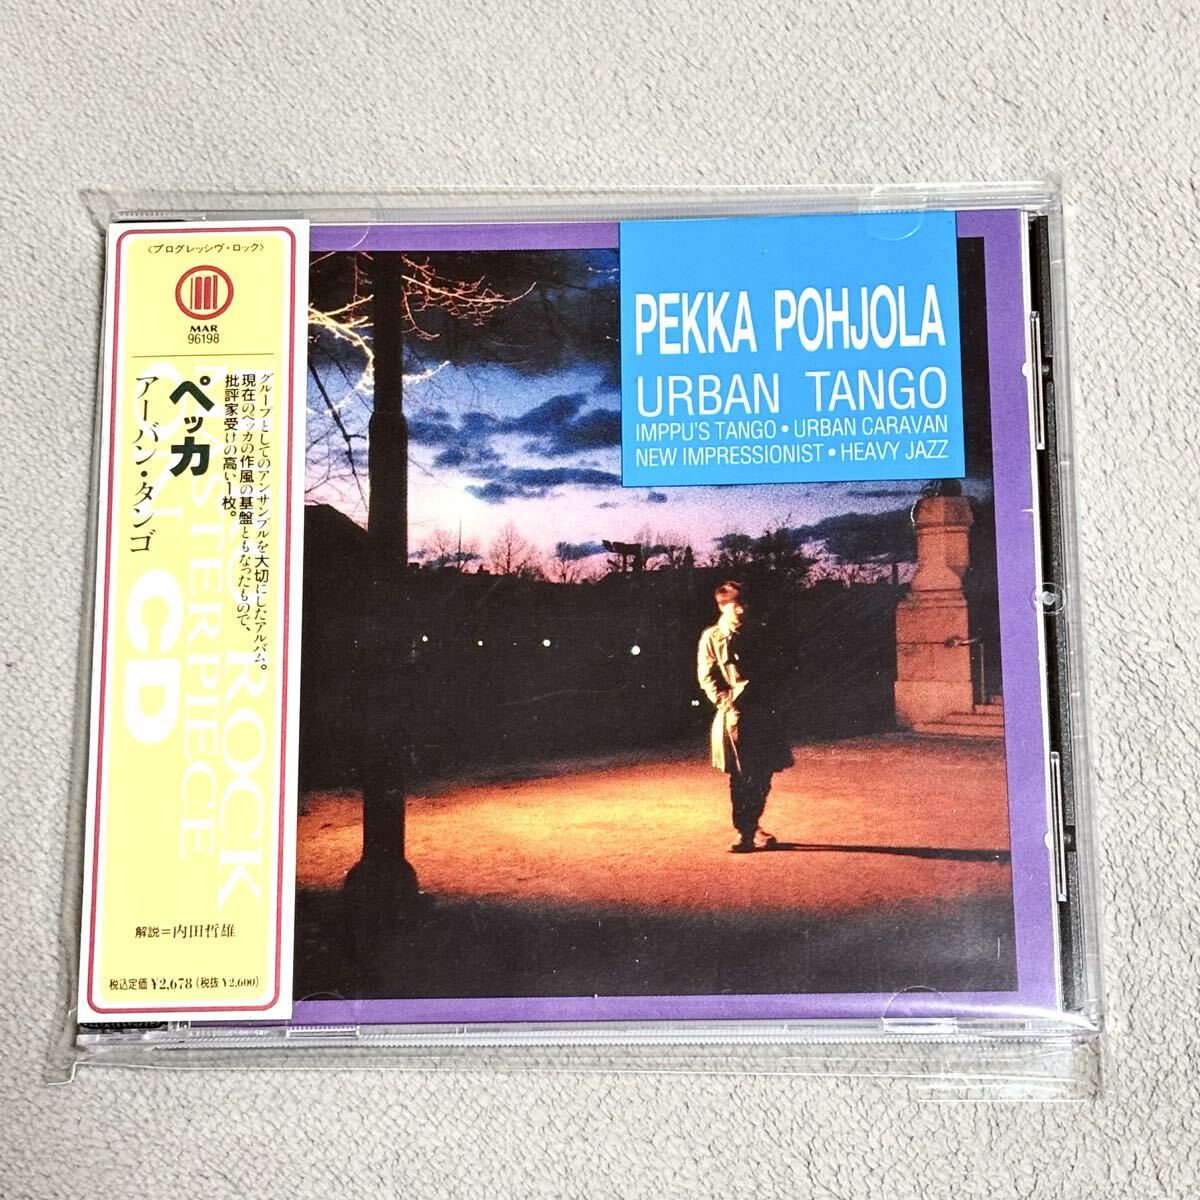 〈プログレッシヴ・ロック〉
MAR
96198
グループとしてのアンサンブルを大切にしたアルバム。
現在のペッカの作風の基盤ともなったもので、
批評家受けの高い1枚。
ペッカ
アーバン・タンゴ
ROCK
MASTERPIECE
CD
解説＝内田哲雄
税込定価￥2,678(税抜￥2,600)
PEKKA POHJOLA
URBAN TANGO
IMPPU'S TANGO • URBAN CARAVAN
NEW IMPRESSIONIST • HEAVY JAZZ